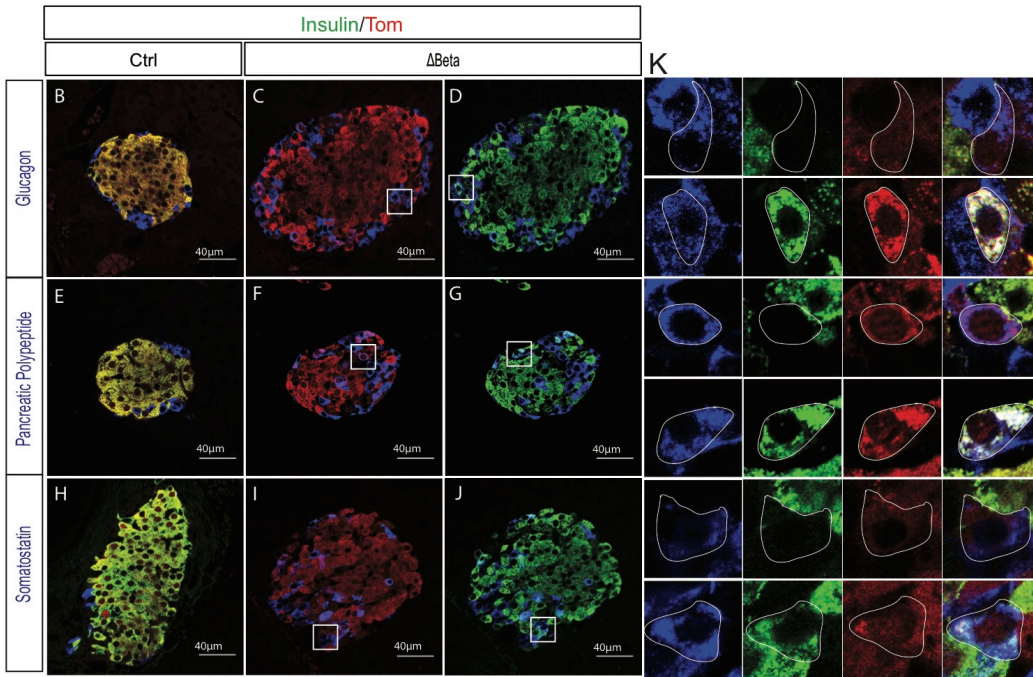 Insulin/Tom
Ctrl
ΔBeta
K
Glucagon
B
40µm
C
40µm
D
40µm
Pancreatic Polypeptide
E
40µm
F
40µm
G
40µm
Somatostatin
H
40µm
I
40µm
J
40µm